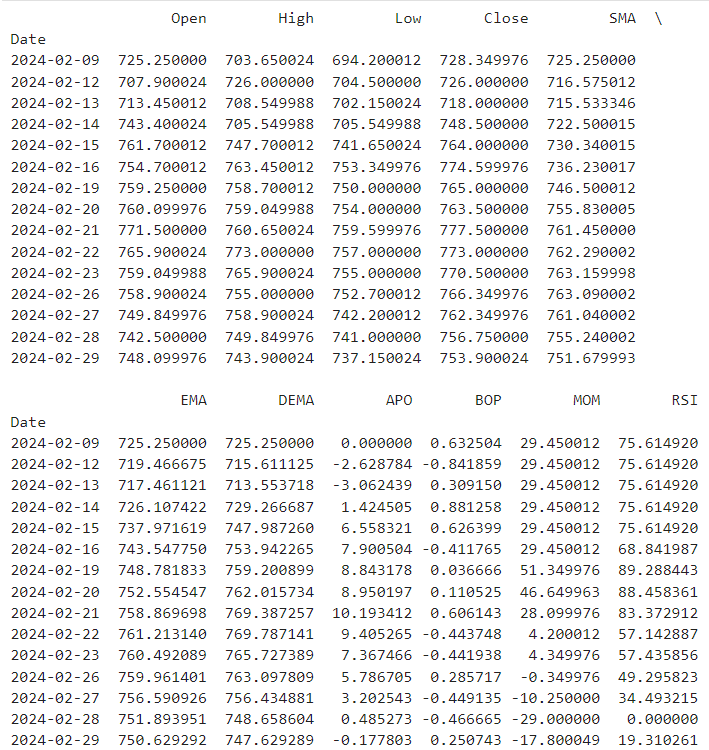 Open High Low Close SMA \
Date
2024-02-09 725.250000 703.650024 694.200012 728.349976 725.250000
2024-02-12 707.900024 726.000000 704.500000 726.000000 716.575012
2024-02-13 713.450012 708.549988 702.150024 718.000000 715.533346
2024-02-14 743.400024 705.549988 705.549988 748.500000 722.500015
2024-02-15 761.700012 747.700012 741.650024 764.000000 730.340015
2024-02-16 754.700012 763.450012 753.349976 774.599976 736.230017
2024-02-19 759.250000 758.700012 750.000000 765.000000 746.500012
2024-02-20 760.099976 759.049988 754.000000 763.500000 755.830005
2024-02-21 771.500000 760.650024 759.599976 777.500000 761.450000
2024-02-22 765.900024 773.000000 757.000000 773.000000 762.290002
2024-02-23 759.049988 765.900024 755.000000 770.500000 763.159998
2024-02-26 758.900024 755.000000 752.700012 766.349976 763.090002
2024-02-27 749.849976 758.900024 742.200012 762.349976 761.040002
2024-02-28 742.500000 749.849976 741.000000 756.750000 755.240002
2024-02-29 748.099976 743.900024 737.150024 753.900024 751.679993
EMA DEMA APO BOP MOM RSI
Date
2024-02-09 725.250000 725.250000 0.000000 0.632504 29.450012 75.614920
2024-02-12 719.466675 715.611125 -2.628784 -0.841859 29.450012 75.614920
2024-02-13 717.461121 713.553718 -3.062439 0.309150 29.450012 75.614920
2024-02-14 726.107422 729.266687 1.424505 0.881258 29.450012 75.614920
2024-02-15 737.971619 747.987260 6.558321 0.626399 29.450012 75.614920
2024-02-16 743.547750 753.942265 7.900504 -0.411765 29.450012 68.841987
2024-02-19 748.781833 759.200899 8.843178 0.036666 51.349976 89.288443
2024-02-20 752.554547 762.015734 8.950197 0.110525 46.649963 88.458361
2024-02-21 758.869698 769.387257 10.193412 0.606143 28.099976 83.372912
2024-02-22 761.213140 769.787141 9.405265 -0.443748 4.200012 57.142887
2024-02-23 760.492089 765.727389 7.367466 -0.441938 4.349976 57.435856
2024-02-26 759.961401 763.097809 5.786705 0.285717 -0.349976 49.295823
2024-02-27 756.590926 756.434881 3.202543 -0.449135 -10.250000 34.493215
2024-02-28 751.893951 748.658604 0.485273 -0.466665 -29.000000 0.000000
2024-02-29 750.629292 747.629289 -0.177803 0.250743 -17.800049 19.310261